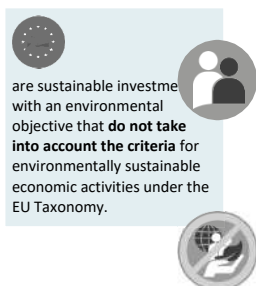 are sustainable investme
with an environmental
objective that do not take
into account the criteria for
environmentally sustainable
economic activities under the
EU Taxonomy.